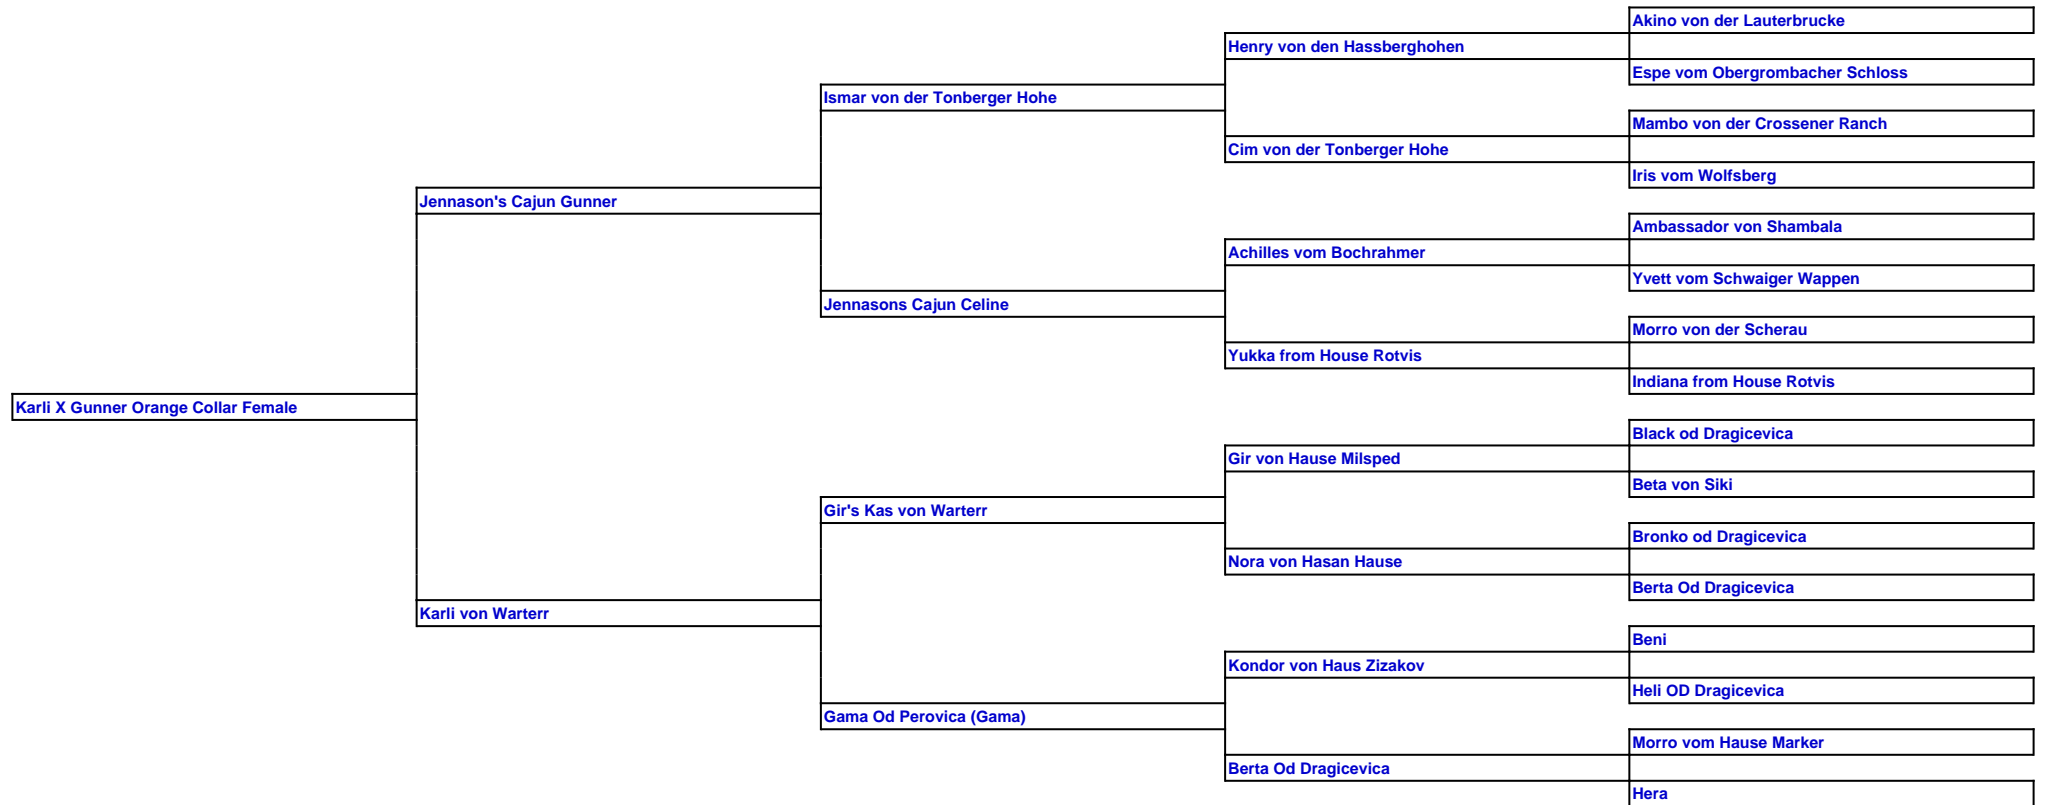 Akino von der Lauterbrucke
Henry von den Hassberghohen
Espe vom Obergrombacher Schloss
Ismar von der Tonberger Hohe
Mambo von der Crossener Ranch
Cim von der Tonberger Hohe
Iris vom Wolfsberg
Jennason's Cajun Gunner
Ambassador von Shambala
Achilles vom Bochrahmer
Yvett vom Schwaiger Wappen
Jennasons Cajun Celine
Morro von der Scherau
Yukka from House Rotvis
Indiana from House Rotvis
Karli X Gunner Orange Collar Female
Black od Dragicevica
Gir von Hause Milsped
Beta von Siki
Gir's Kas von Warterr
Bronko od Dragicevica
Nora von Hasan Hause
Berta Od Dragicevica
Karli von Warterr
Beni
Kondor von Haus Zizakov
Heli OD Dragicevica
Gama Od Perovica (Gama)
Morro vom Hause Marker
Berta Od Dragicevica
Hera